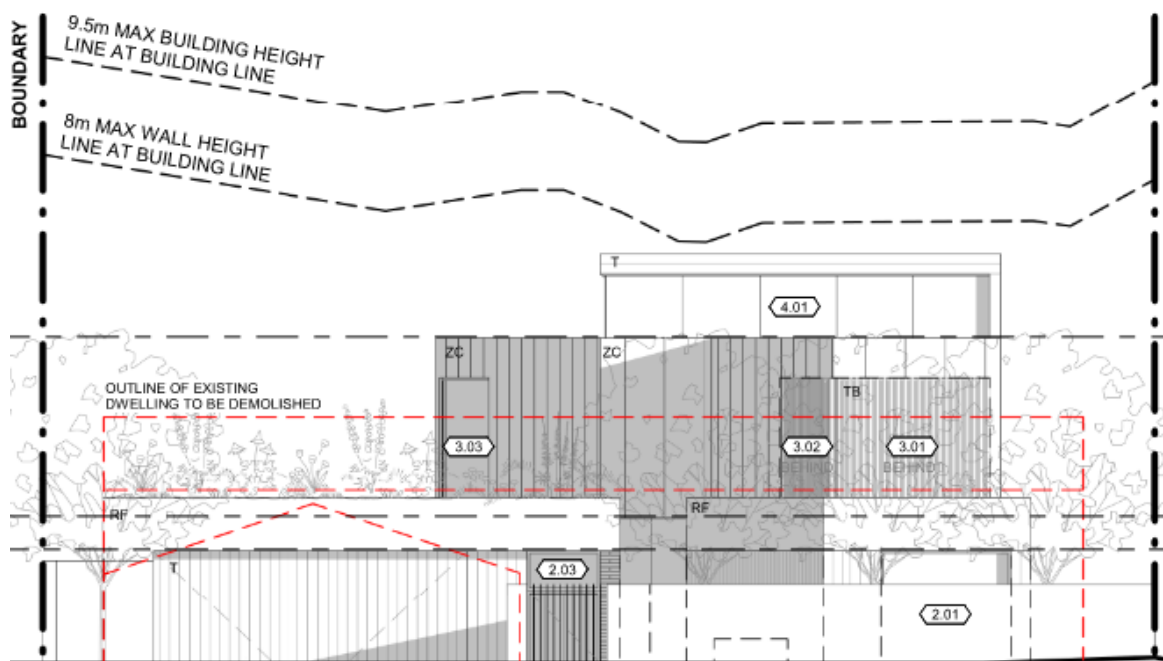 BOUNDARY
9.5m MAX BUILDING HEIGHT
LINE AT BUILDING LINE
8m MAX WALL HEIGHT
LINE AT BUILDING LINE
T
4.01
ZC
ZC
OUTLINE OF EXISTING
DWELLING TO BE DEMOLISHED
TB
3.03
3.02
3.01
BEHIND
BEHIND
RF
RF
T
2.03
2.01